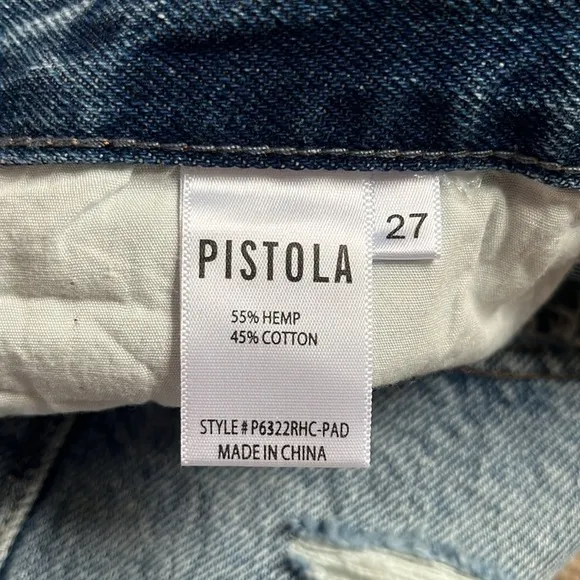 PISTOLA
27
55% HEMP
45% COTTON
STYLE # P6322RHC-PAD
MADE IN CHINA